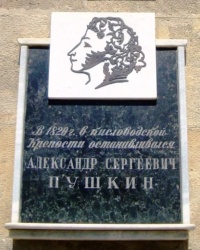 В 1829 г. в кисловодской
крепости останавливался
АЛЕКСАНДР СЕРГЕЕВИЧ
ПУШКИН